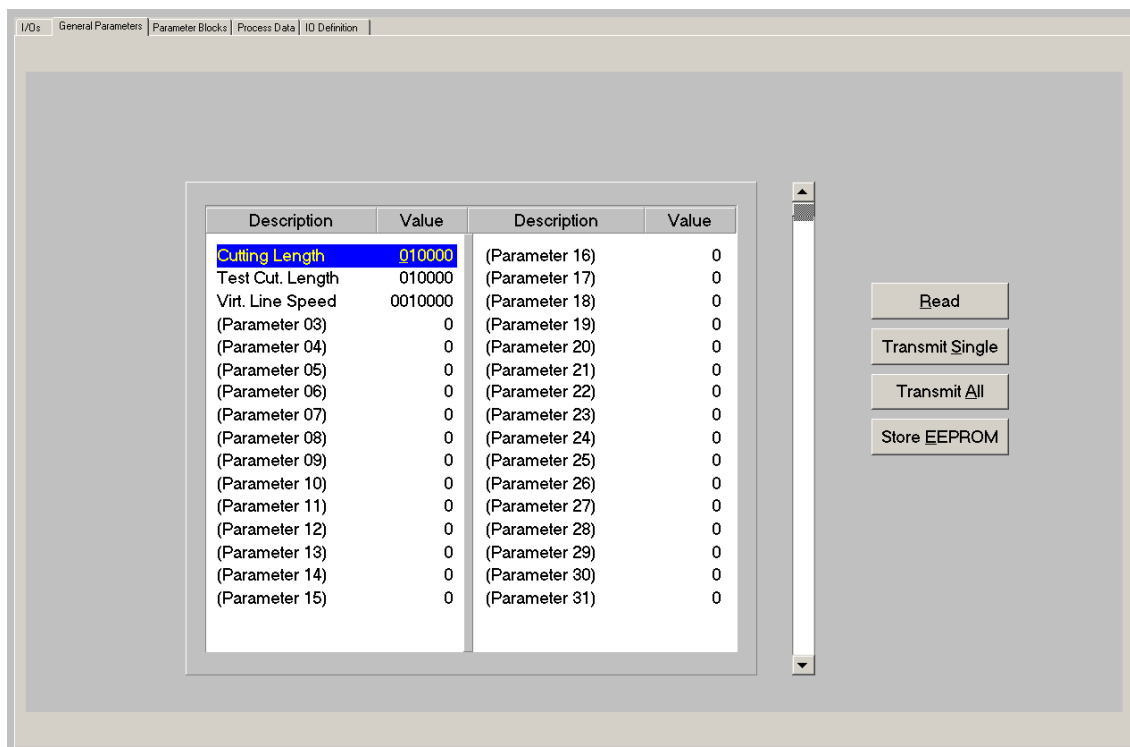 I/Os General Parameters Parameter Blocks Process Data IO Definition
Description Value Description Value
Cutting Length 010000 (Parameter 16) 0
Test Cut. Length 010000 (Parameter 17) 0
Virt. Line Speed 0010000 (Parameter 18) 0
(Parameter 03) 0 (Parameter 19) 0
(Parameter 04) 0 (Parameter 20) 0
(Parameter 05) 0 (Parameter 21) 0
(Parameter 06) 0 (Parameter 22) 0
(Parameter 07) 0 (Parameter 23) 0
(Parameter 08) 0 (Parameter 24) 0
(Parameter 09) 0 (Parameter 25) 0
(Parameter 10) 0 (Parameter 26) 0
(Parameter 11) 0 (Parameter 27) 0
(Parameter 12) 0 (Parameter 28) 0
(Parameter 13) 0 (Parameter 29) 0
(Parameter 14) 0 (Parameter 30) 0
(Parameter 15) 0 (Parameter 31) 0
Read
Transmit Single
Transmit All
Store EEPROM